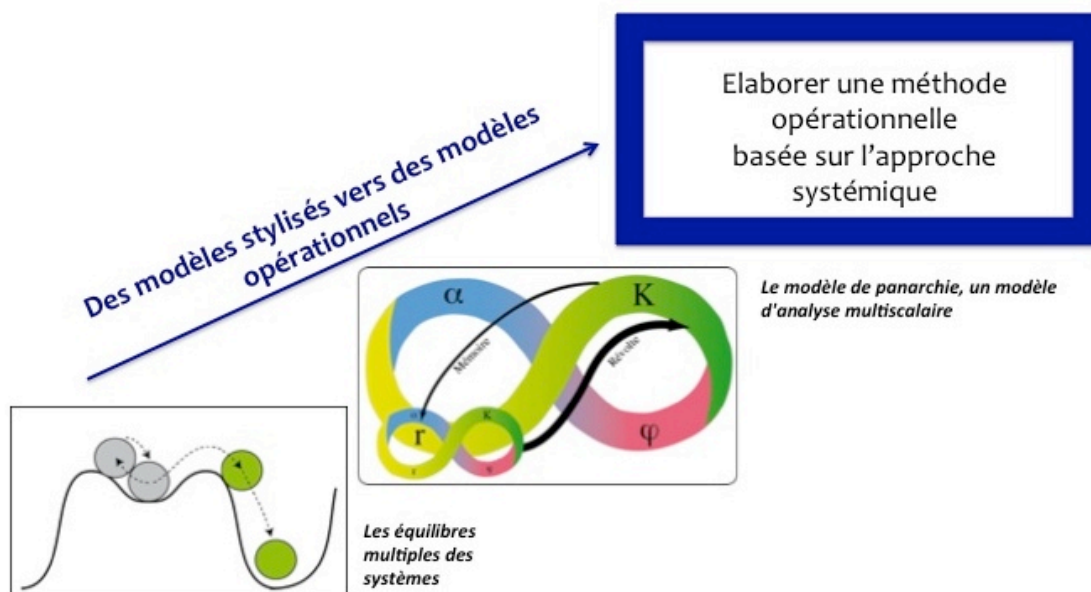 Elaborer une méthode
opérationnelle
basée sur l’approche
systémique
Des modèles stylisés vers des modèles
opérationnels
α
K
Mémoire
Révolte
r
φ
K
Le modèle de panarchie, un modèle
d'analyse multiscalaire
Les équilibres
multiples des
systèmes